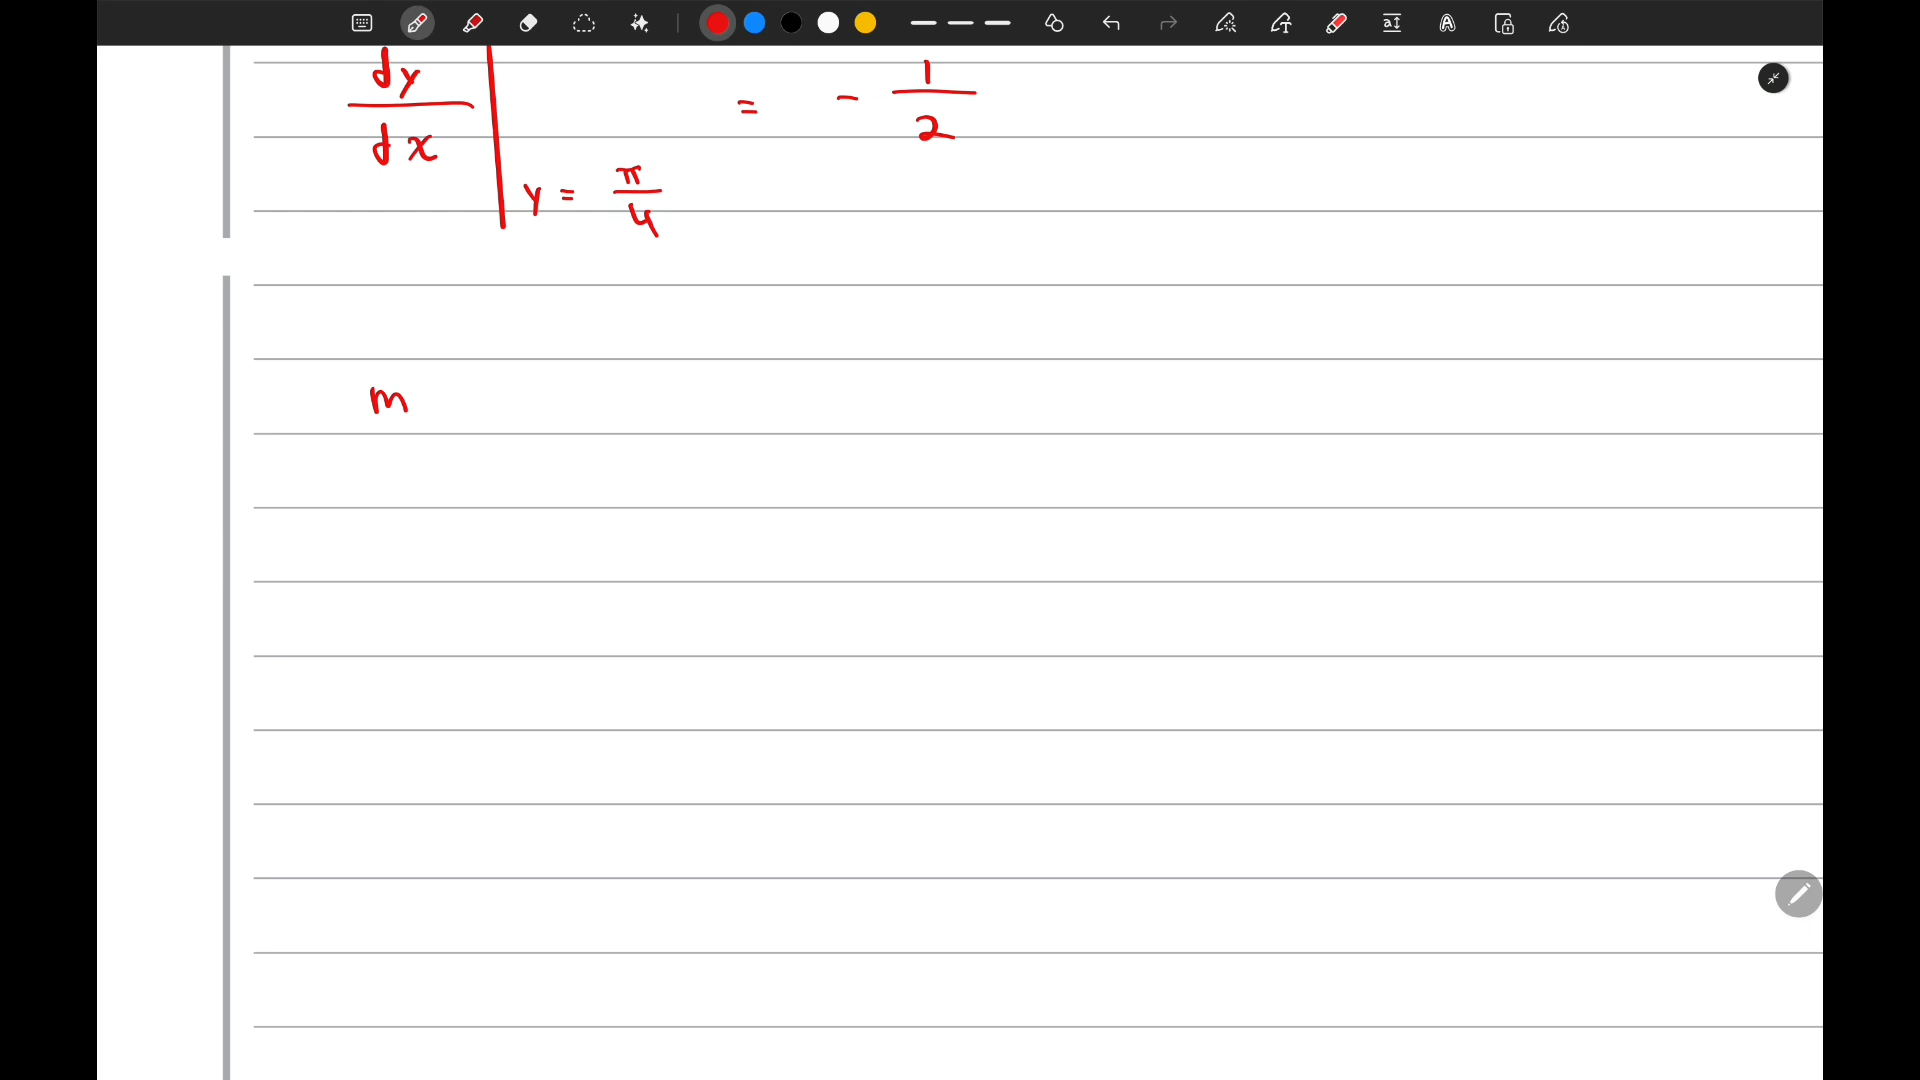 dy/dx | y = π/4 = - 1/2
m